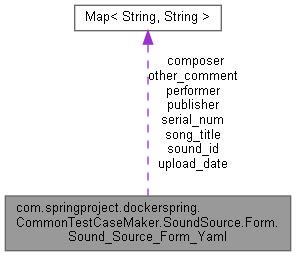 Map< String, String >
composer
other_comment
performer
publisher
serial_num
song_title
sound_id
upload_date
com.springproject.dockerspring.
CommonTestCaseMaker.SoundSource.Form.
Sound_Source_Form_Yaml